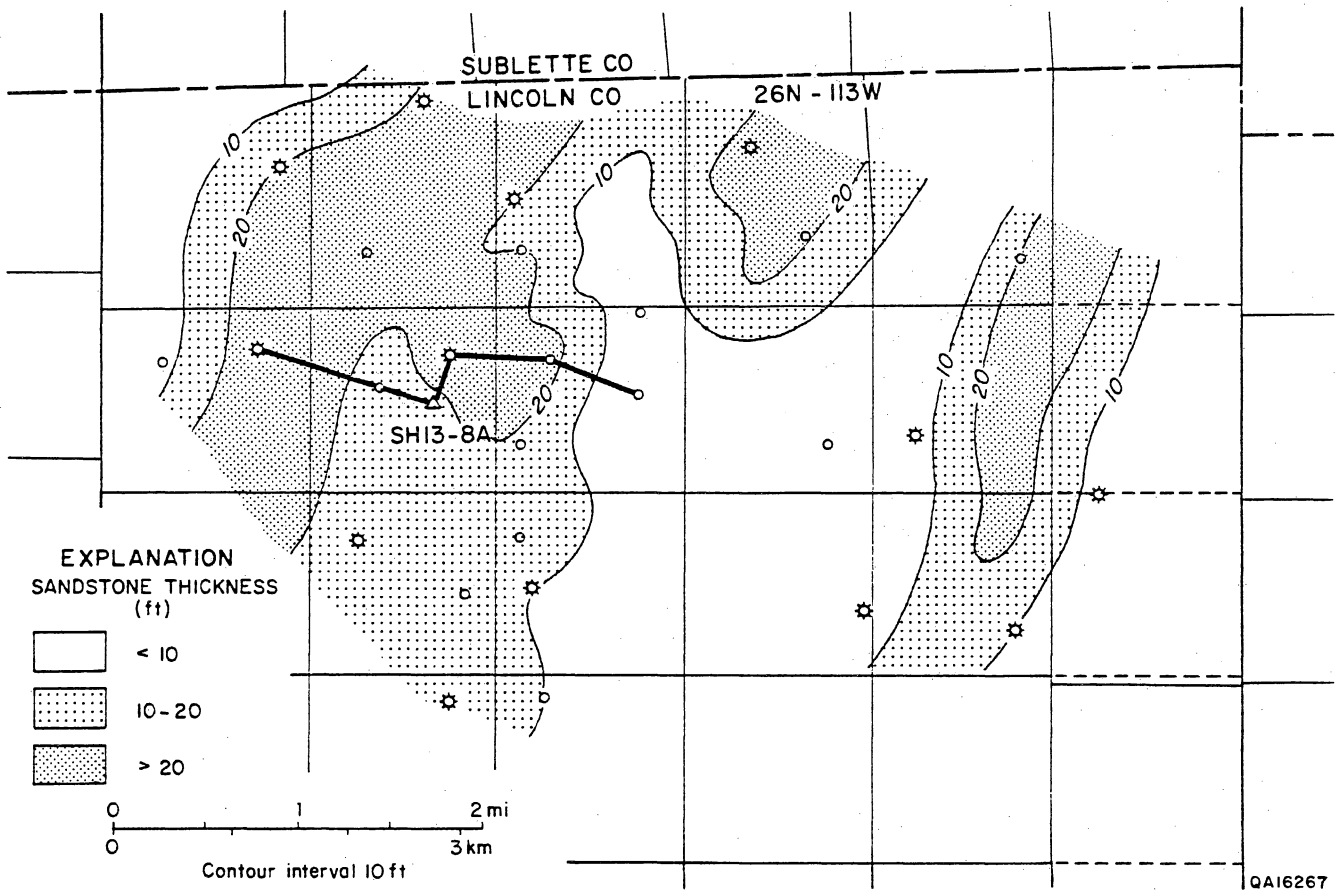 SUBLETTE CO
LINCOLN CO
26N - 113W
10
20
10
20
10
20
10
20
SH13-8A
EXPLANATION
SANDSTONE THICKNESS
(ft)
< 10
10-20
> 20
0 1 2 mi
0 3 km
Contour interval 10 ft
QA16267
10